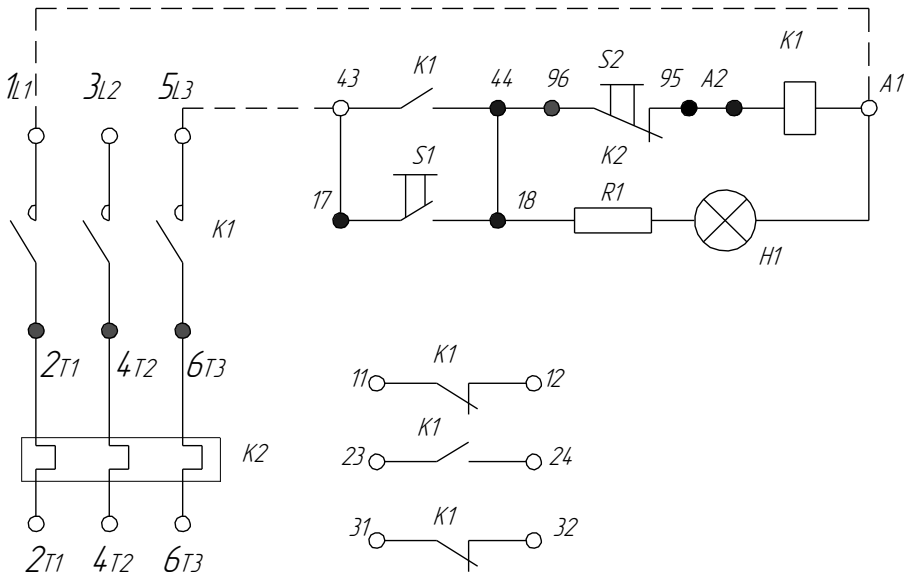 1L1 3L2 5L3 43 K1 44 96 S2 95 A2 K1 A1
K2
S1
17 18 R1
K1
H1
2T1 4T2 6T3
K1
11 12
K1
K2 23 24
K1
31 32
2T1 4T2 6T3